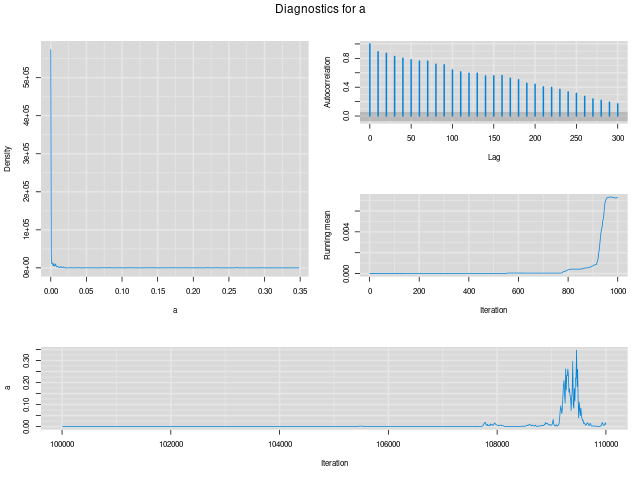 Diagnostics for a
Density
0e+00 1e+05 2e+05 3e+05 4e+05 5e+05
0.00 0.05 0.10 0.15 0.20 0.25 0.30 0.35
a
Autocorrelation
0.0 0.4 0.8
0 50 100 150 200 250 300
Lag
Running mean
0.000 0.004
0 200 400 600 800 1000
Iteration
a
0.00 0.10 0.20 0.30
100000 102000 104000 106000 108000 110000
Iteration